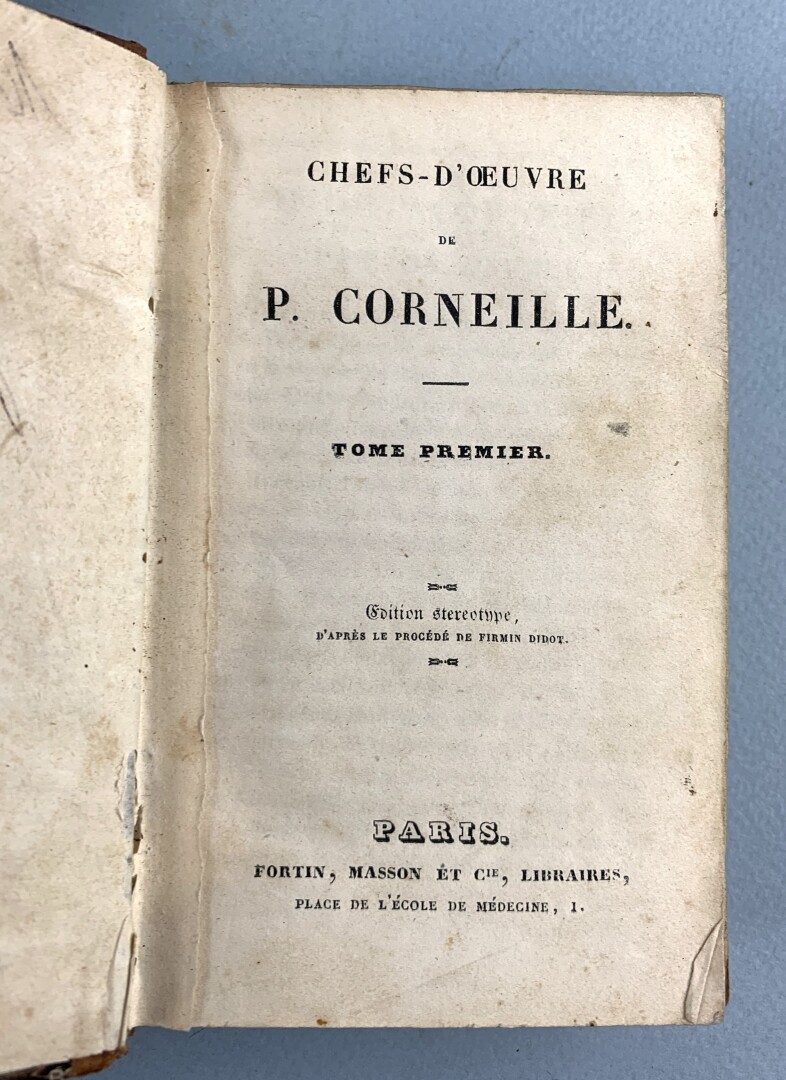 CHEFS-D'ŒUVRE
DE
P. CORNEILLE.
TOME PREMIER.
Edition stereotype,
D'APRÈS LE PROCÉDÉ DE FIRMIN DIDOT.
PARIS.
FORTIN, MASSON ET CIE, LIBRAIRES,
PLACE DE L'ÉCOLE DE MÉDECINE, 1.